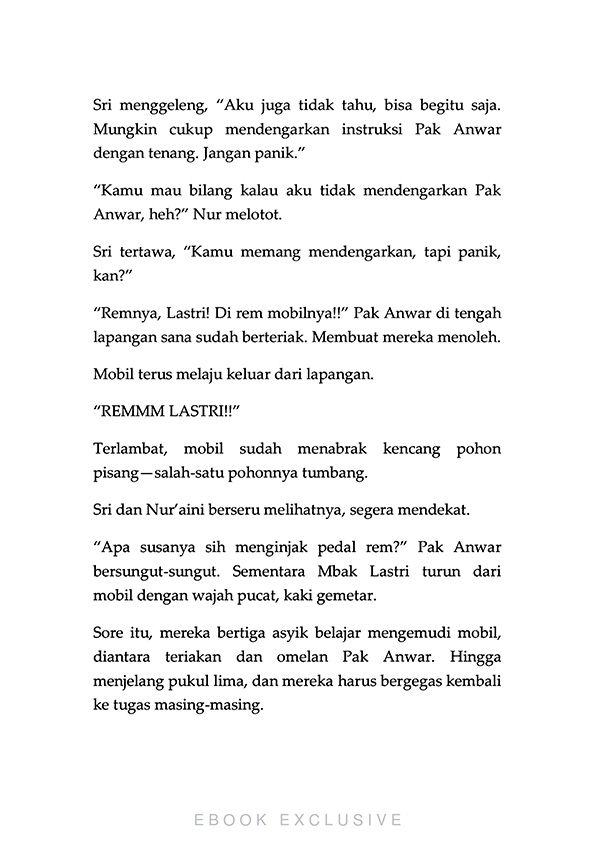 Sri menggeleng, “Aku juga tidak tahu, bisa begitu saja.
Mungkin cukup mendengarkan instruksi Pak Anwar
dengan tenang. Jangan panik.”
“Kamu mau bilang kalau aku tidak mendengarkan Pak
Anwar, heh?” Nur melotot.
Sri tertawa, “Kamu memang mendengarkan, tapi panik,
kan?”
“Remnya, Lastri! Di rem mobilnya!!” Pak Anwar di tengah
lapangan sana sudah berteriak. Membuat mereka menoleh.
Mobil terus melaju keluar dari lapangan.
“REMMM LASTRI!!”
Terlambat, mobil sudah menabrak kencang pohon
pisang—salah-satu pohonnya tumbang.
Sri dan Nur’aini berseru melihatnya, segera mendekat.
“Apa susanya sih menginjak pedal rem?” Pak Anwar
bersungut-sungut. Sementara Mbak Lastri turun dari
mobil dengan wajah pucat, kaki gemetar.
Sore itu, mereka bertiga asyik belajar mengemudi mobil,
diantara teriakan dan omelan Pak Anwar. Hingga
menjelang pukul lima, dan mereka harus bergegas kembali
ke tugas masing-masing.
EBOOK EXCLUSIVE